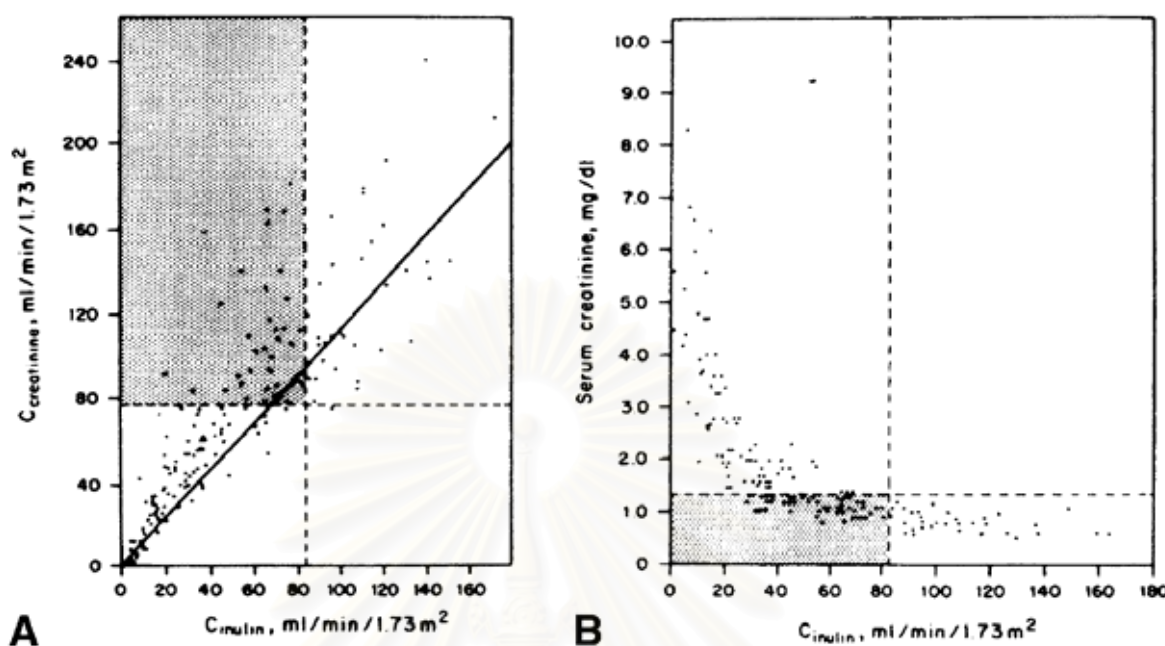 240
200
160
120
80
40
0
C creatinine, ml/min/1.73 m²
0 20 40 60 80 100 120 140 160
C inulin, ml/min/1.73 m²
A
10.0
9.0
8.0
7.0
6.0
5.0
4.0
3.0
2.0
1.0
0
Serum creatinine, mg/dl
0 20 40 60 80 100 120 140 160 180
C inulin, ml/min/1.73 m²
B